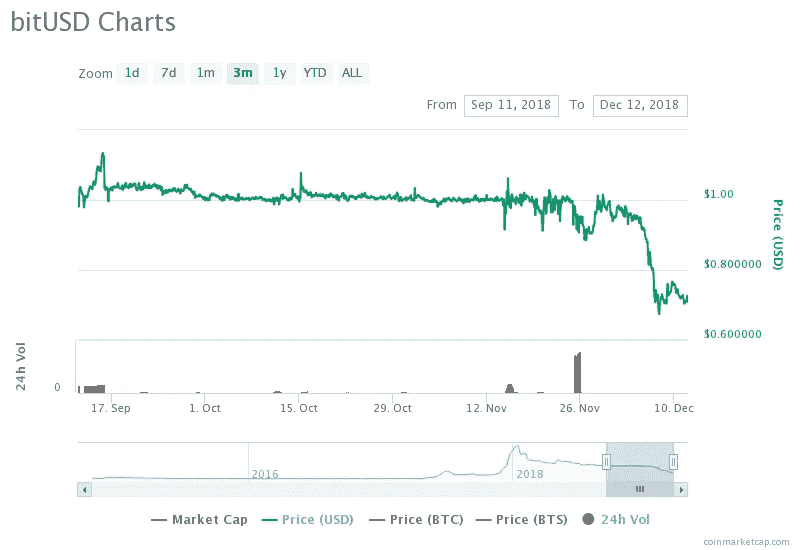 bitUSD Charts
Zoom 1d 7d 1m 3m 1y YTD ALL
From Sep 11, 2018 To Dec 12, 2018
$1.00
$0.800000
$0.600000
Price (USD)
24h Vol
0
17. Sep 1. Oct 15. Oct 29. Oct 12. Nov 26. Nov 10. Dec
2016 2018
Market Cap Price (USD) Price (BTC) Price (BTS) 24h Vol
coinmarketcap.com